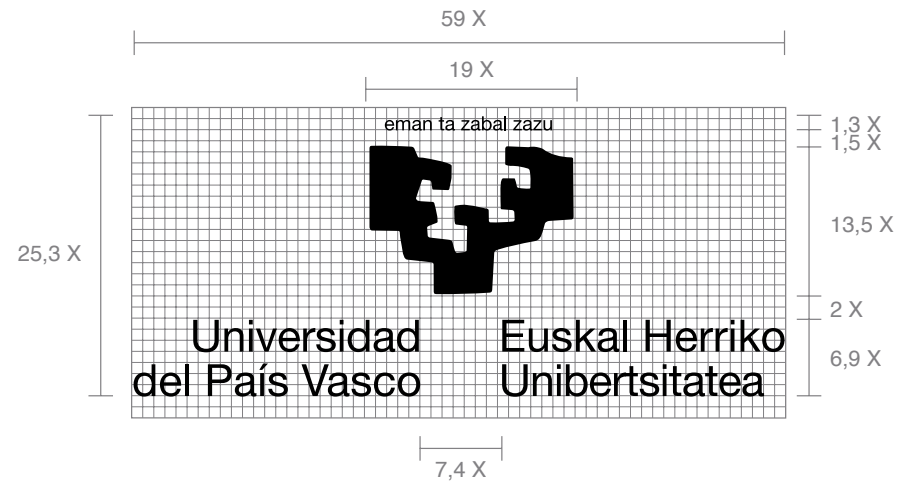 59 X
19 X
eman ta zabal zazu
1,3 X
1,5 X
25,3 X
13,5 X
2 X
Universidad Euskal Herriko
6,9 X
del País Vasco Unibertsitatea
7,4 X